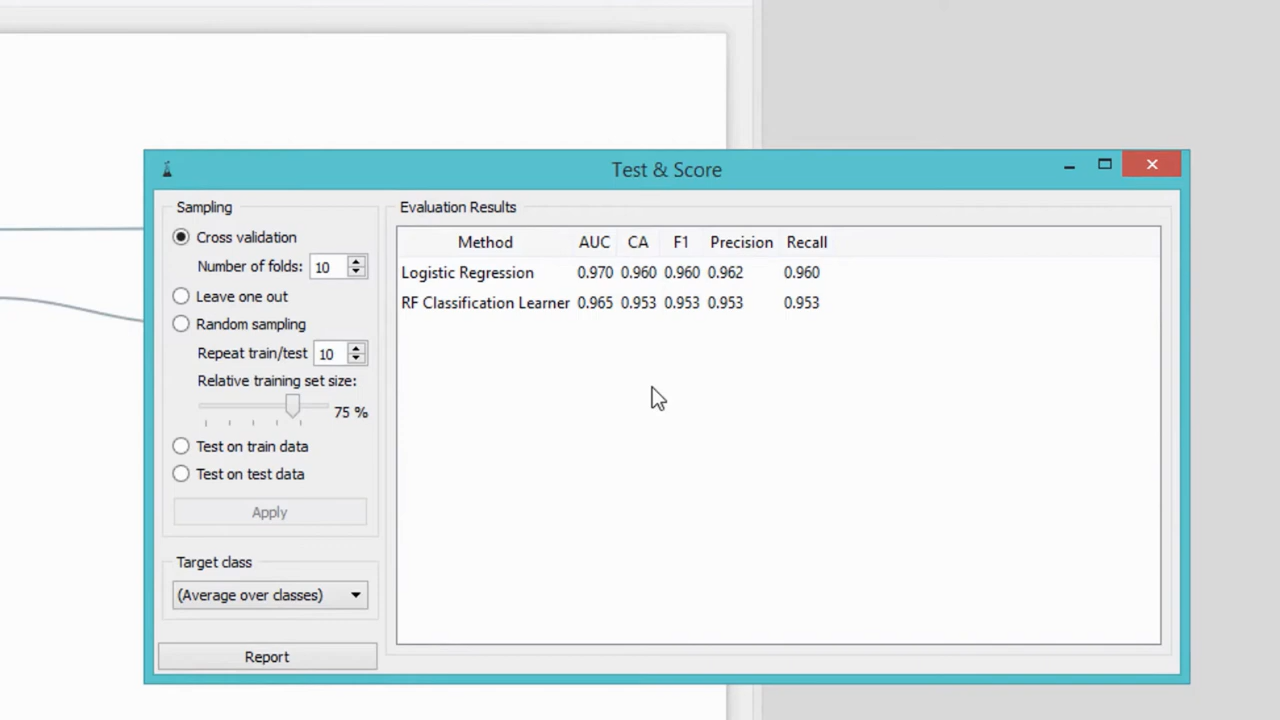 Test & Score
Sampling
Cross validation
Number of folds: 10
Leave one out
Random sampling
Repeat train/test 10
Relative training set size:
75 %
Test on train data
Test on test data
Apply
Target class
(Average over classes)
Report
Evaluation Results
Method AUC CA F1 Precision Recall
Logistic Regression 0.970 0.960 0.960 0.962 0.960
RF Classification Learner 0.965 0.953 0.953 0.953 0.953